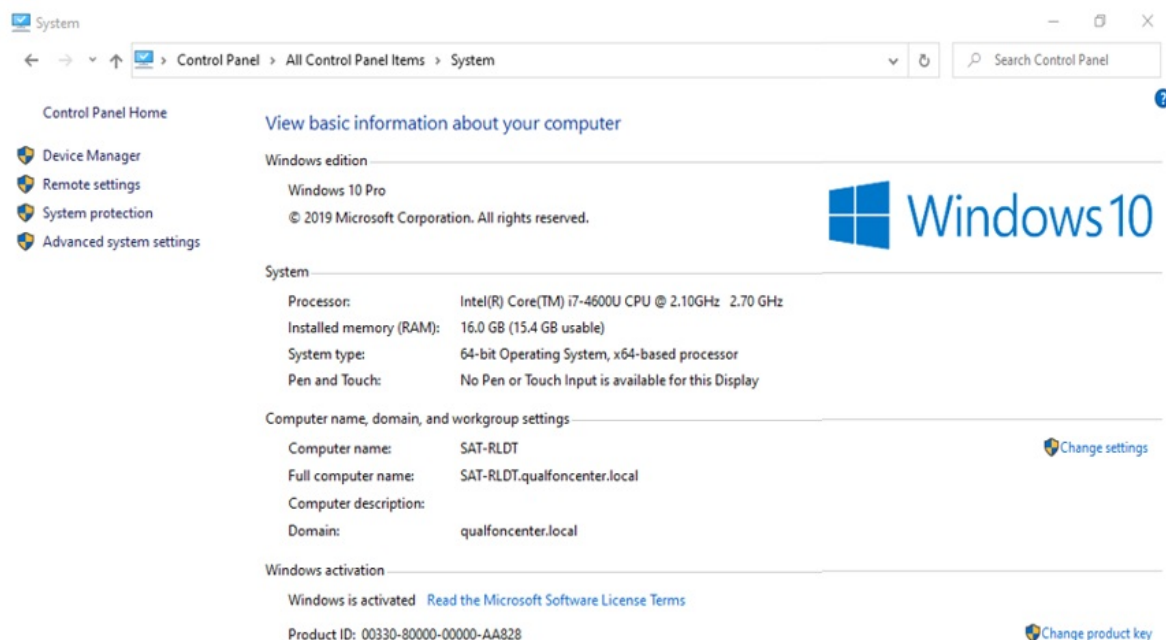 System
Control Panel > All Control Panel Items > System
Search Control Panel
Control Panel Home
Device Manager
Remote settings
System protection
Advanced system settings
?
View basic information about your computer
Windows edition
Windows 10 Pro
© 2019 Microsoft Corporation. All rights reserved.
Windows 10
System
Processor: Intel(R) Core(TM) i7-4600U CPU @ 2.10GHz 2.70 GHz
Installed memory (RAM): 16.0 GB (15.4 GB usable)
System type: 64-bit Operating System, x64-based processor
Pen and Touch: No Pen or Touch Input is available for this Display
Computer name, domain, and workgroup settings
Computer name: SAT-RLDT
Change settings
Full computer name: SAT-RLDT.qualfoncenter.local
Computer description:
Domain: qualfoncenter.local
Windows activation
Windows is activated Read the Microsoft Software License Terms
Product ID: 00330-80000-00000-AA828
Change product key